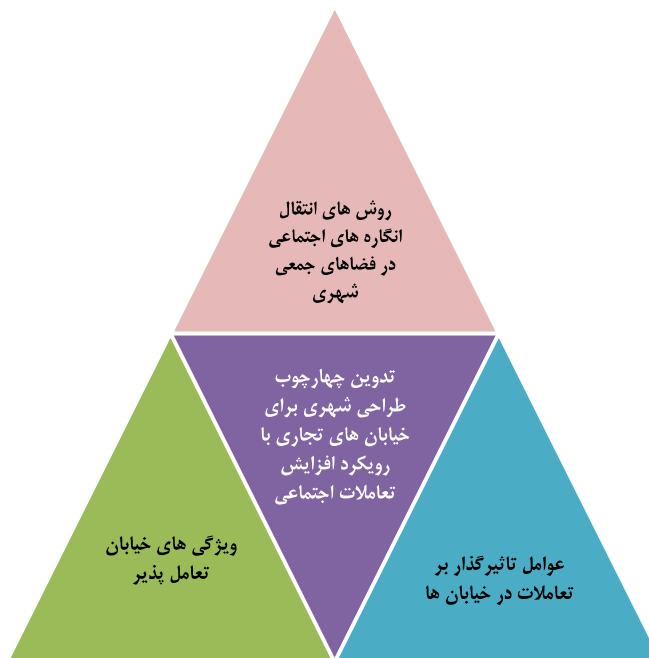 روش های انتقال
انگاره های اجتماعی
در فضاهای جمعی
شهری
تدوین چهارچوب
طراحی شهری برای
خیابان های تجاری با
رویکرد افزایش
تعاملات اجتماعی
ویژگی های خیابان
تعامل پذیر
عوامل تاثیرگذار بر
تعاملات در خیابان ها